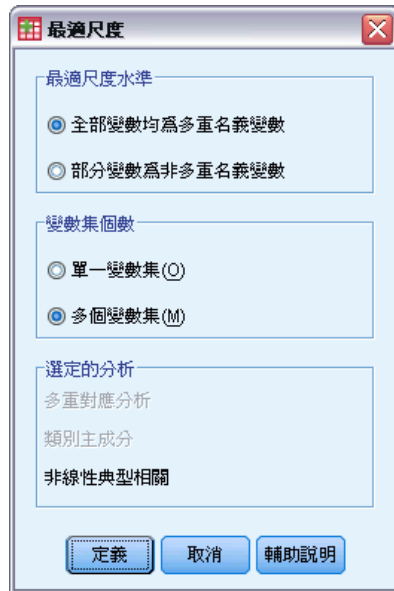 最適尺度
最適尺度水準
全部變數均爲多重名義變數
部分變數爲非多重名義變數
變數集個數
單一變數集(O)
多個變數集(M)
選定的分析
多重對應分析
類別主成分
非線性典型相關
定義
取消
輔助說明